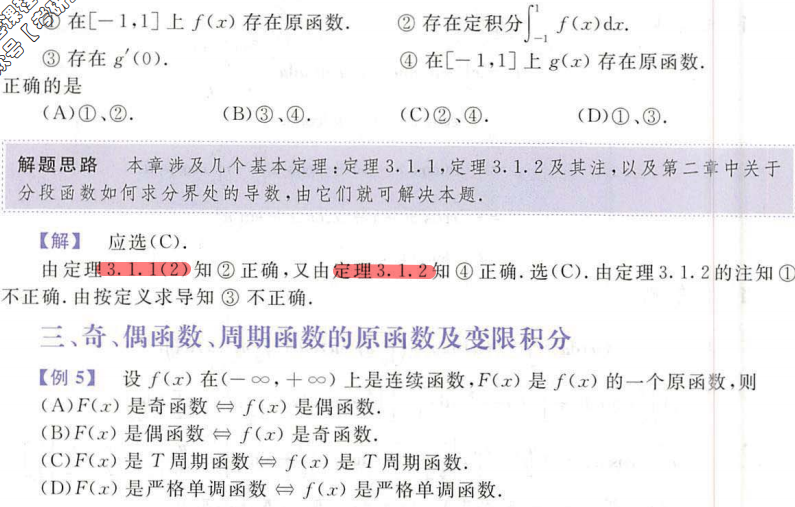 ① 在[-1,1]上 f(x) 存在原函数. ② 存在定积分∫₋₁¹ f(x)dx.
③ 存在 g′(0). ④ 在[-1,1]上 g(x) 存在原函数.
正确的是
(A)①、②. (B)③、④. (C)②、④. (D)①、③.
解题思路 本章涉及几个基本定理:定理 3.1.1,定理 3.1.2 及其注,以及第二章中关于
分段函数如何求分界处的导数,由它们就可解决本题.
【解】 应选(C).
由定理 3.1.1(2) 知 ② 正确,又由定理 3.1.2 知 ④ 正确.选(C).由定理 3.1.2 的注知 ①
不正确.由按定义求导知 ③ 不正确.
三、奇、偶函数、周期函数的原函数及变限积分
【例 5】 设 f(x) 在(-∞,+∞) 上是连续函数,F(x) 是 f(x) 的一个原函数,则
(A)F(x) 是奇函数 ⇔ f(x) 是偶函数.
(B)F(x) 是偶函数 ⇔ f(x) 是奇函数.
(C)F(x) 是 T 周期函数 ⇔ f(x) 是 T 周期函数.
(D)F(x) 是严格单调函数 ⇔ f(x) 是严格单调函数.